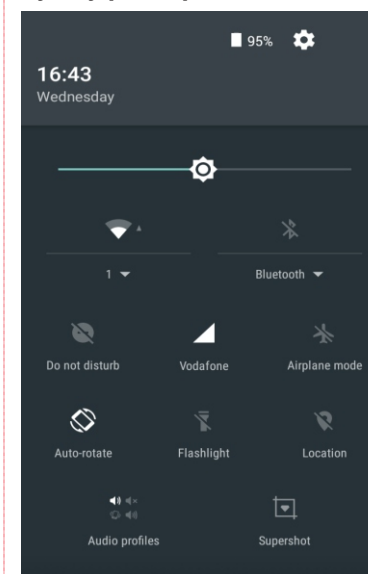 95%
16:43
Wednesday
1
Bluetooth
Do not disturb
Vodafone
Airplane mode
Auto-rotate
Flashlight
Location
Audio profiles
Supershot